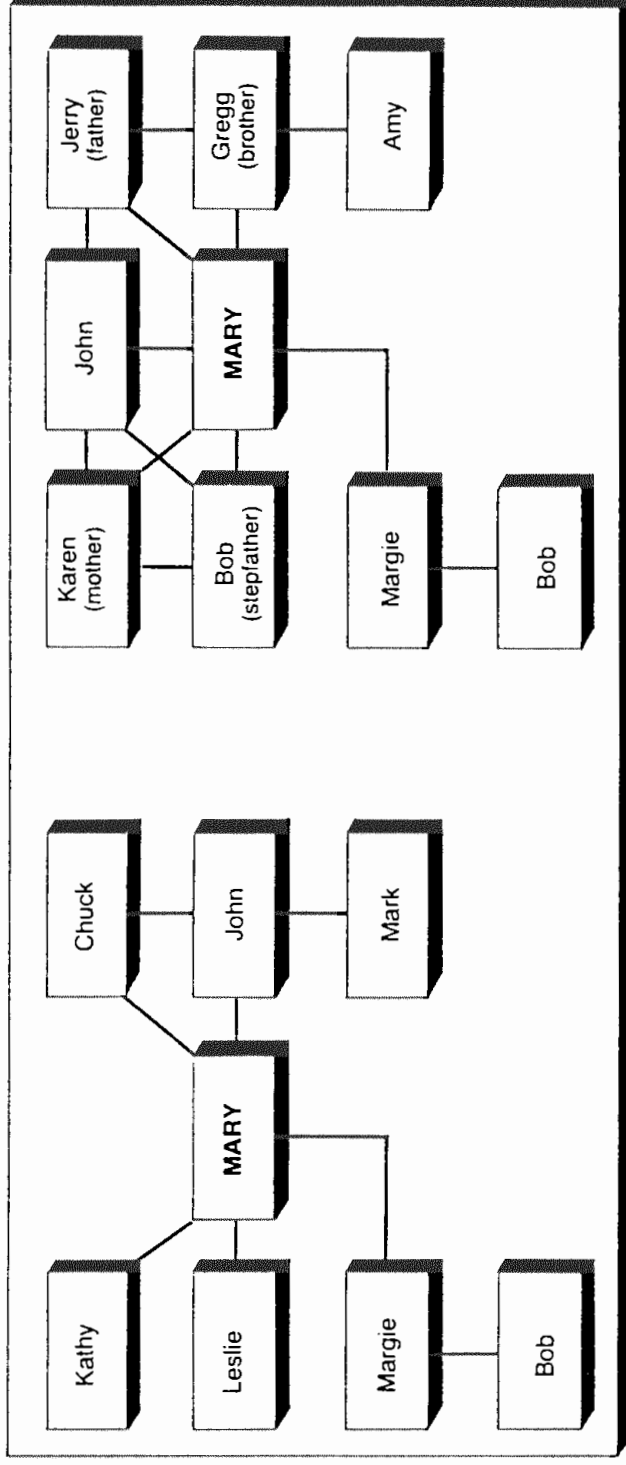 Kathy
Chuck
Leslie
MARY
John
Margie
Mark
Bob
Karen
(mother)
John
Jerry
(father)
Bob
(stepfather)
MARY
Gregg
(brother)
Margie
Amy
Bob